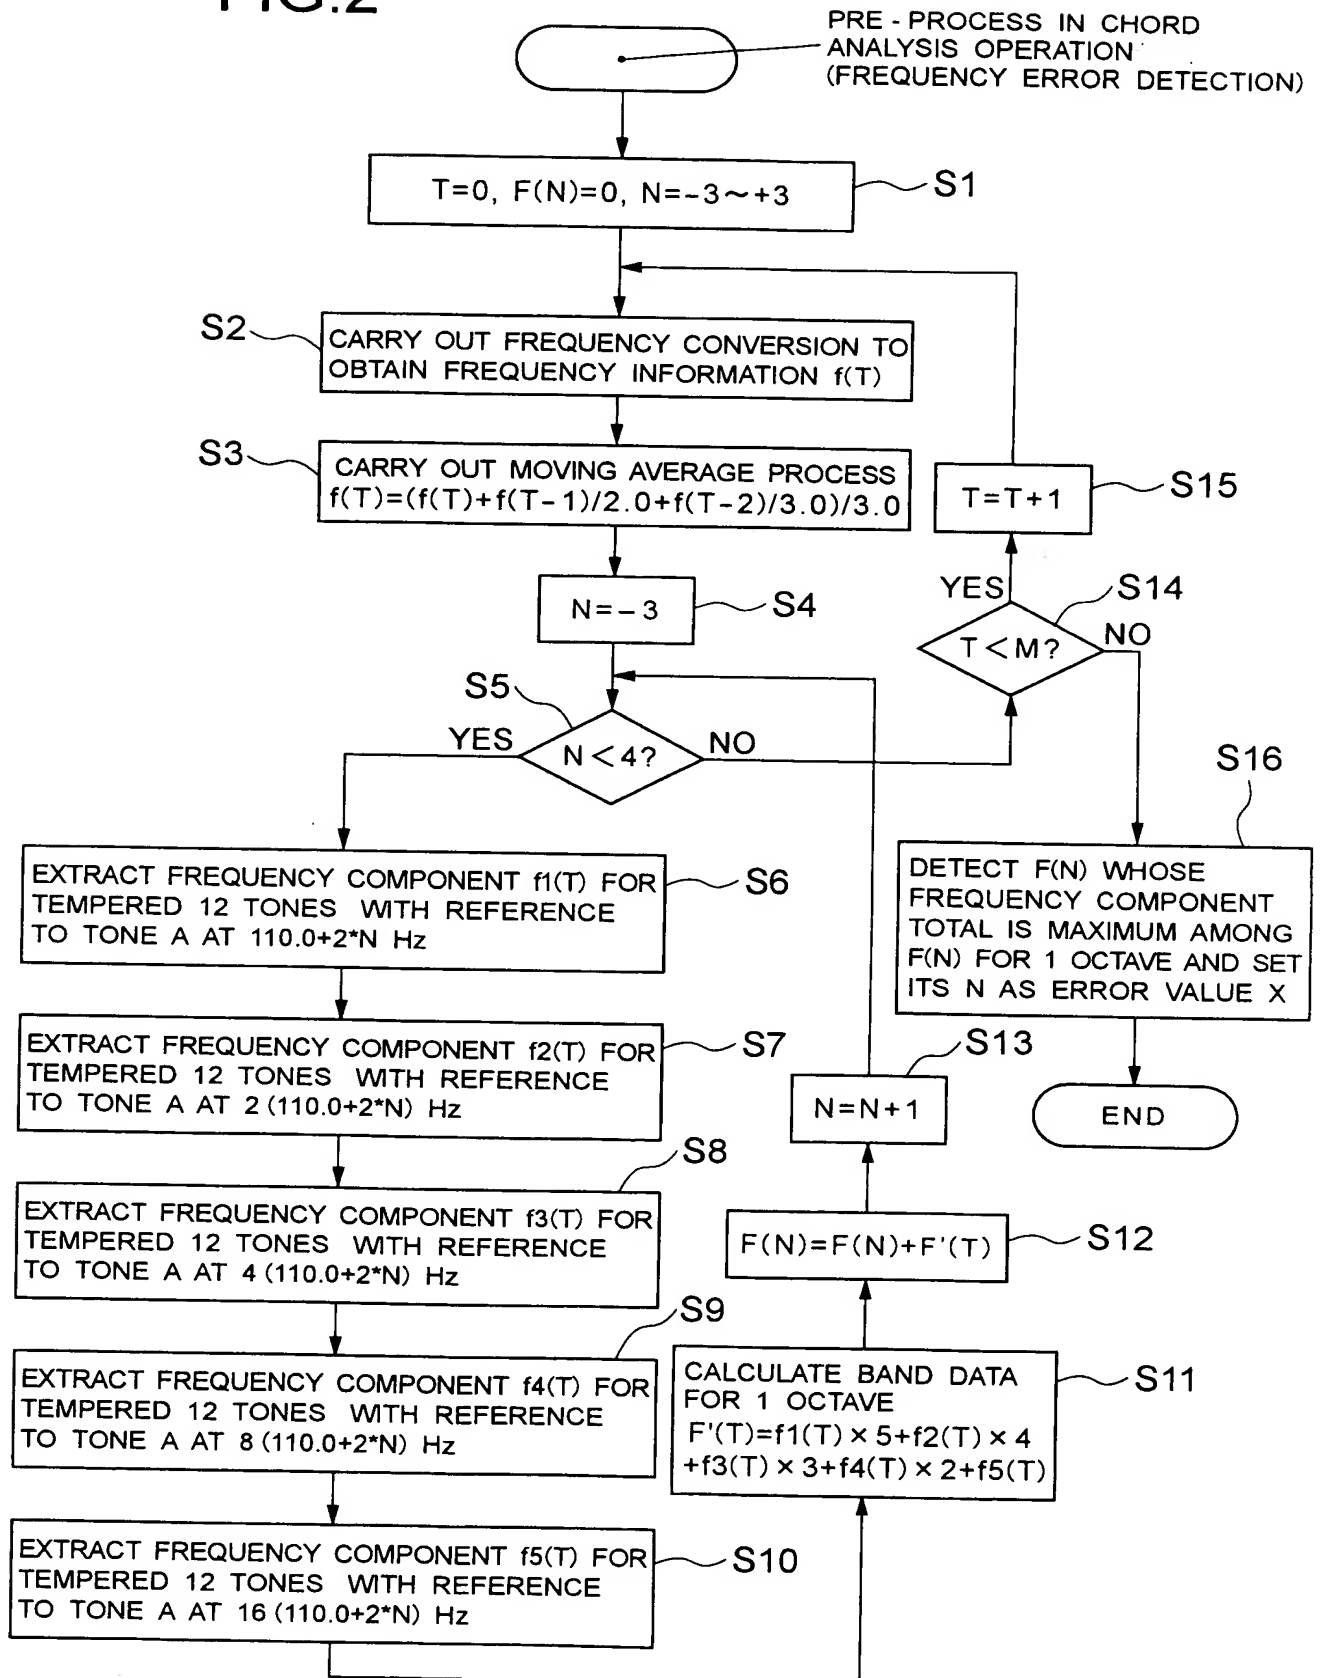 FIG.2
PRE - PROCESS IN CHORD
ANALYSIS OPERATION
(FREQUENCY ERROR DETECTION)
T=0, F(N)=0, N=-3~+3
S1
S2
CARRY OUT FREQUENCY CONVERSION TO
OBTAIN FREQUENCY INFORMATION f(T)
S3
CARRY OUT MOVING AVERAGE PROCESS
f(T)=(f(T)+f(T-1)/2.0+f(T-2)/3.0)/3.0
T=T+1
S15
N=-3
S4
YES
S14
T<M?
NO
S5
YES
N<4?
NO
S16
EXTRACT FREQUENCY COMPONENT f1(T) FOR
TEMPERED 12 TONES WITH REFERENCE
TO TONE A AT 110.0+2*N Hz
S6
DETECT F(N) WHOSE
FREQUENCY COMPONENT
TOTAL IS MAXIMUM AMONG
F(N) FOR 1 OCTAVE AND SET
ITS N AS ERROR VALUE X
EXTRACT FREQUENCY COMPONENT f2(T) FOR
TEMPERED 12 TONES WITH REFERENCE
TO TONE A AT 2(110.0+2*N) Hz
S7
S13
N=N+1
END
S8
EXTRACT FREQUENCY COMPONENT f3(T) FOR
TEMPERED 12 TONES WITH REFERENCE
TO TONE A AT 4(110.0+2*N) Hz
F(N)=F(N)+F'(T)
S12
S9
EXTRACT FREQUENCY COMPONENT f4(T) FOR
TEMPERED 12 TONES WITH REFERENCE
TO TONE A AT 8(110.0+2*N) Hz
CALCULATE BAND DATA
FOR 1 OCTAVE
F'(T)=f1(T)×5+f2(T)×4
+f3(T)×3+f4(T)×2+f5(T)
S11
EXTRACT FREQUENCY COMPONENT f5(T) FOR
TEMPERED 12 TONES WITH REFERENCE
TO TONE A AT 16(110.0+2*N) Hz
S10